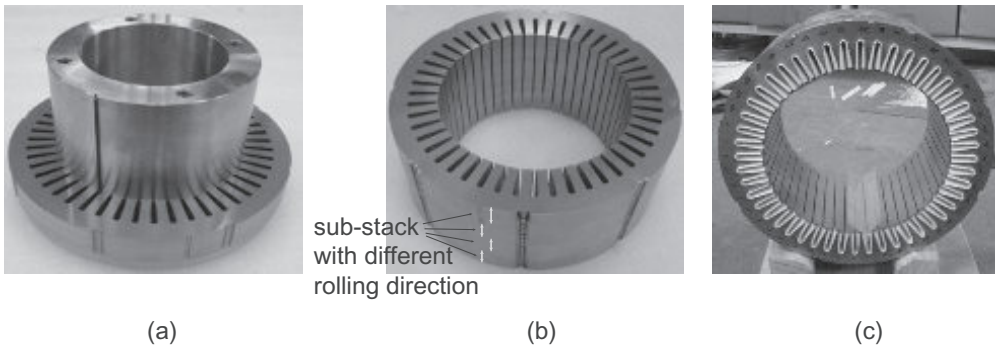 sub-stack
with different
rolling direction
(a)
(b)
(c)